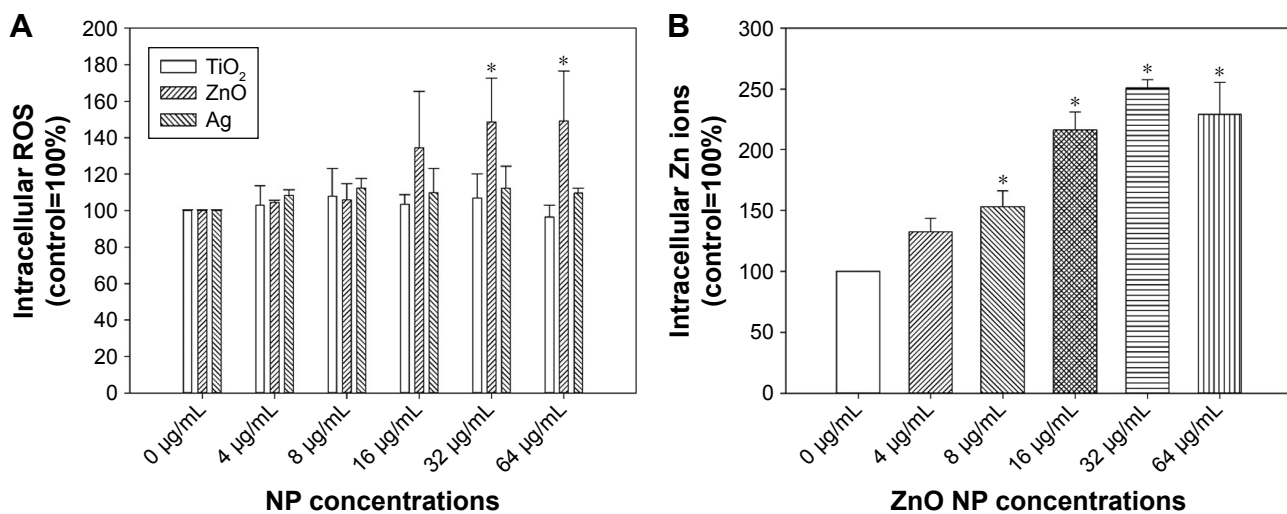 A
Intracellular ROS
(control=100%)
200
180
160
140
120
100
80
60
40
20
0
TiO₂
ZnO
Ag
*
*
0 µg/mL
4 µg/mL
8 µg/mL
16 µg/mL
32 µg/mL
64 µg/mL
NP concentrations
B
Intracellular Zn ions
(control=100%)
300
250
200
150
100
50
0
*
*
*
*
0 µg/mL
4 µg/mL
8 µg/mL
16 µg/mL
32 µg/mL
64 µg/mL
ZnO NP concentrations